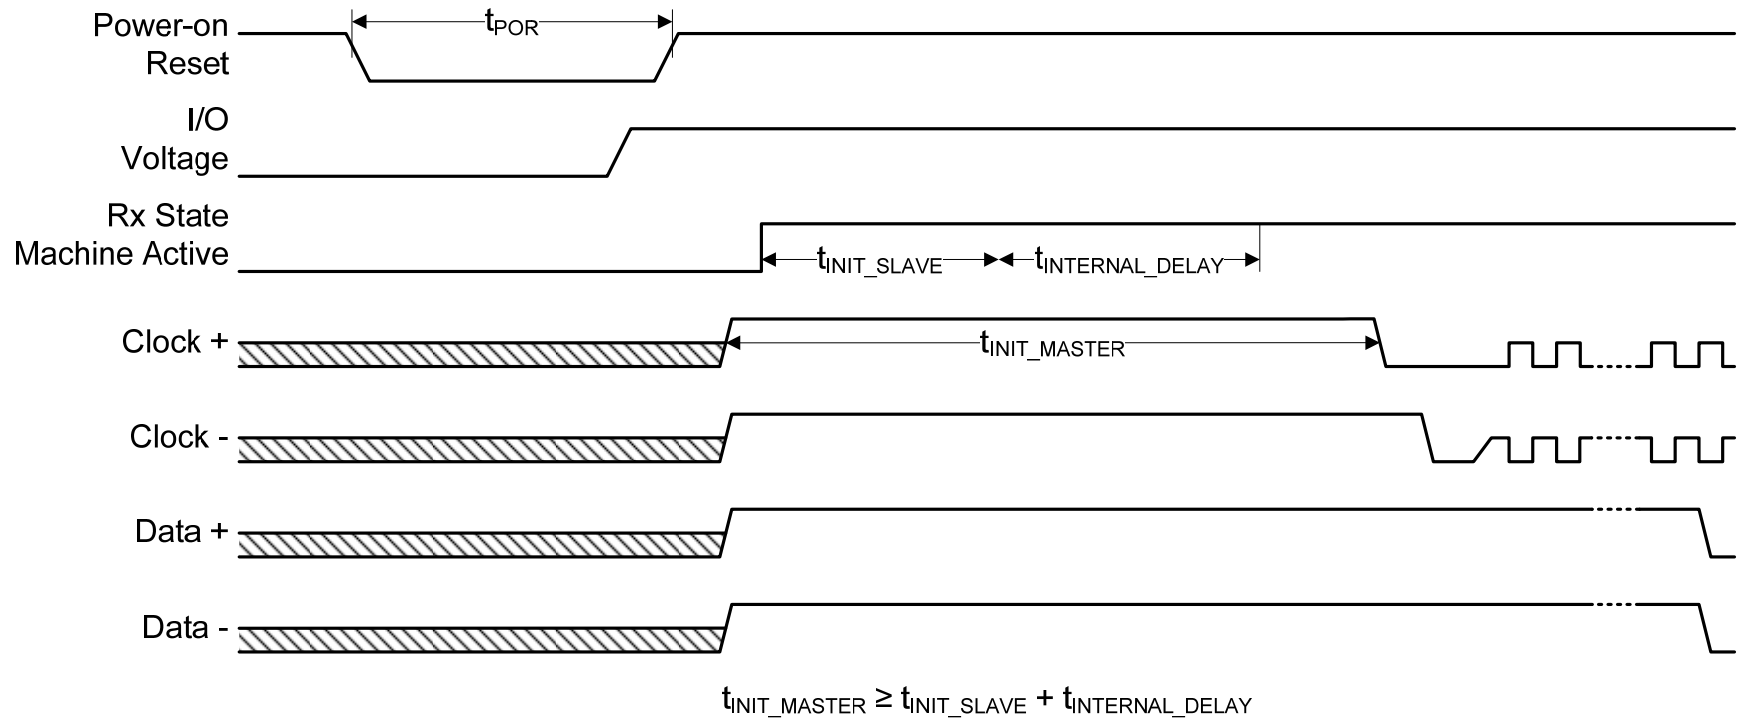 Power-on
Reset
tPOR
I/O
Voltage
Rx State
Machine Active
tINIT_SLAVE tINTERNAL_DELAY
Clock +
tINIT_MASTER
Clock -
Data +
Data -
tINIT_MASTER ≥ tINIT_SLAVE + tINTERNAL_DELAY